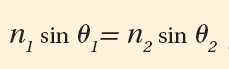 n₁ sin θ₁= n₂ sin θ₂